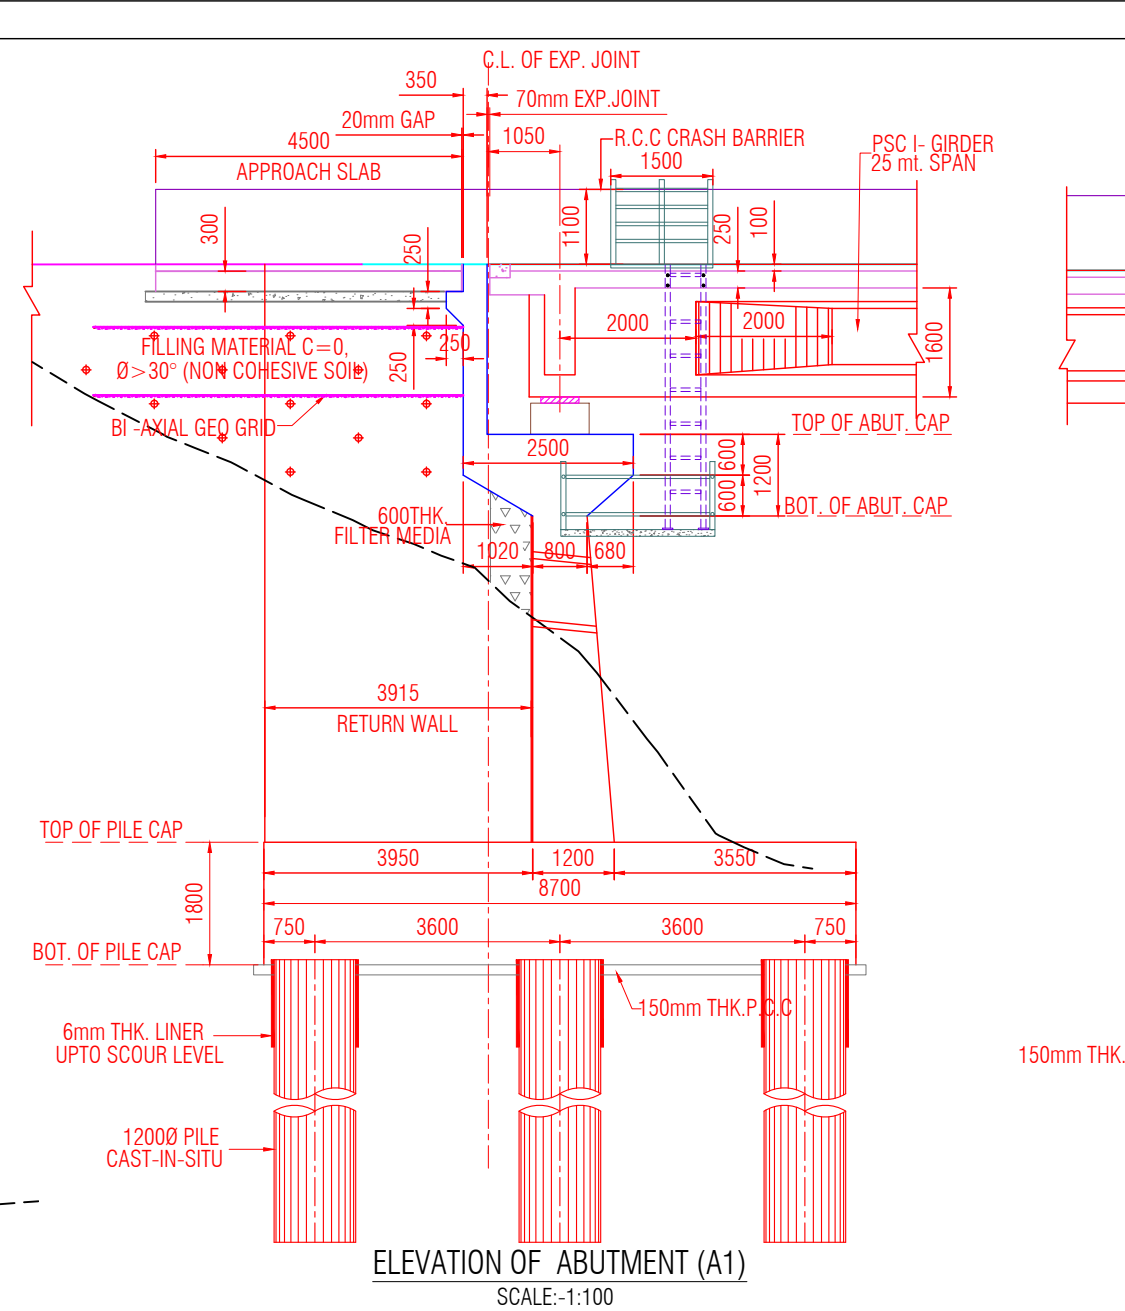 C.L. OF EXP. JOINT
350
70mm EXP.JOINT
20mm GAP
4500
1050
R.C.C CRASH BARRIER
PSC I- GIRDER
25 mt. SPAN
APPROACH SLAB
1500
300
250
1100
250
100
2000
2000
1600
FILLING MATERIAL C=0,
Ø>30° (NON COHESIVE SOIL)
250
250
BI -AXIAL GEO GRID
TOP OF ABUT. CAP
2500
600
1200
600
BOT. OF ABUT. CAP
600THK.
FILTER MEDIA
1020
800
680
3915
RETURN WALL
TOP OF PILE CAP
3950
1200
3550
8700
1800
750
3600
3600
750
BOT. OF PILE CAP
150mm THK.P.C.C
6mm THK. LINER
UPTO SCOUR LEVEL
150mm THK.
1200Ø PILE
CAST-IN-SITU
ELEVATION OF ABUTMENT (A1)
SCALE:-1:100